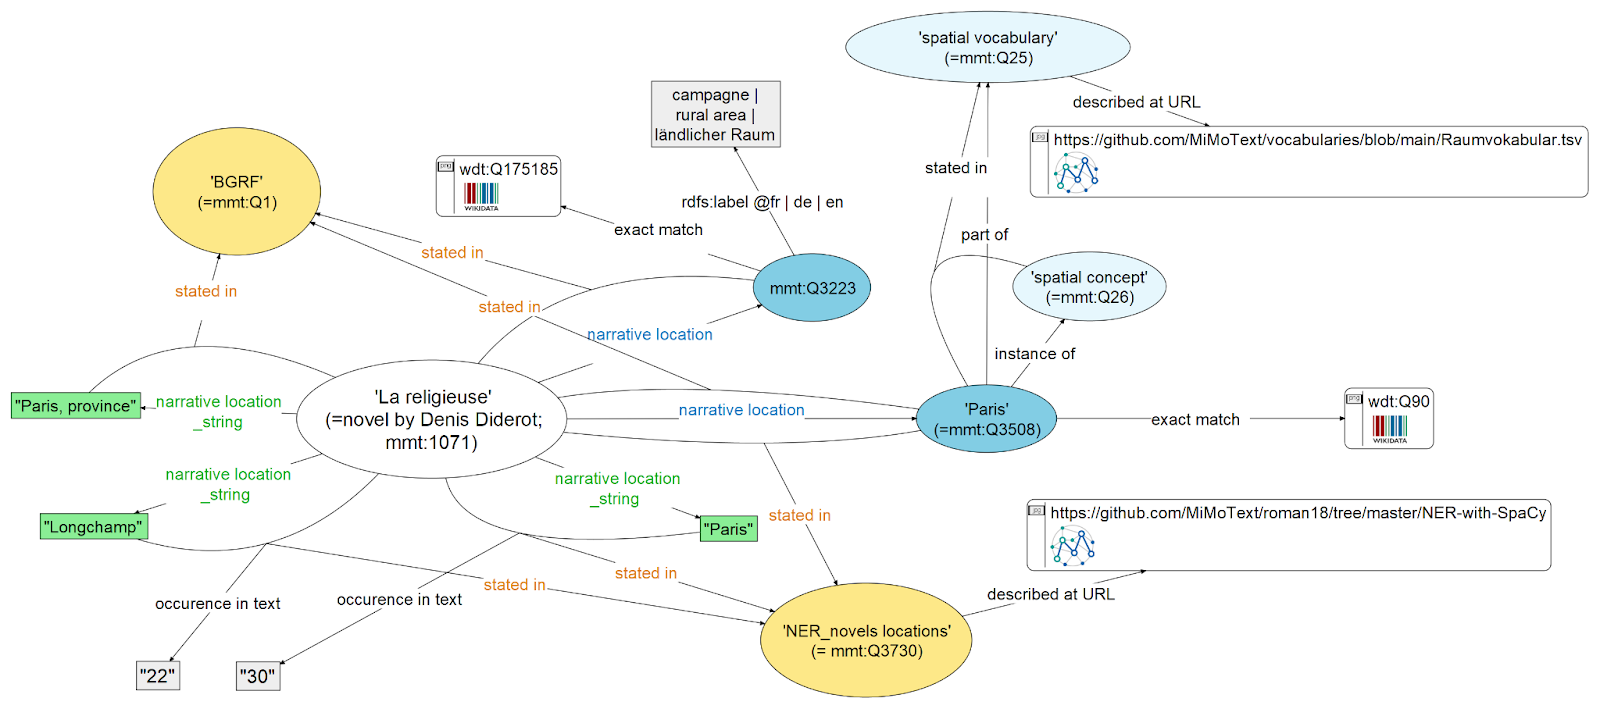 'spatial vocabulary'
(=mmt:Q25)
described at URL
https://github.com/MiMoText/vocabularies/blob/main/Raumvokabular.tsv
campagne |
rural area |
ländlicher Raum
'BGRF'
(=mmt:Q1)
wdt:Q175185
WIKIDATA
rdfs:label @fr | de | en
exact match
stated in
part of
stated in
stated in
stated in
mmt:Q3223
'spatial concept'
(=mmt:Q26)
narrative location
instance of
"Paris, province"
narrative location
_string
'La religieuse'
(=novel by Denis Diderot;
mmt:1071)
narrative location
'Paris'
(=mmt:Q3508)
exact match
wdt:Q90
WIKIDATA
narrative location
_string
"Longchamp"
narrative location
_string
"Paris"
stated in
https://github.com/MiMoText/roman18/tree/master/NER-with-SpaCy
stated in
stated in
occurence in text
occurence in text
described at URL
'NER_novels locations'
(= mmt:Q3730)
"22"
"30"